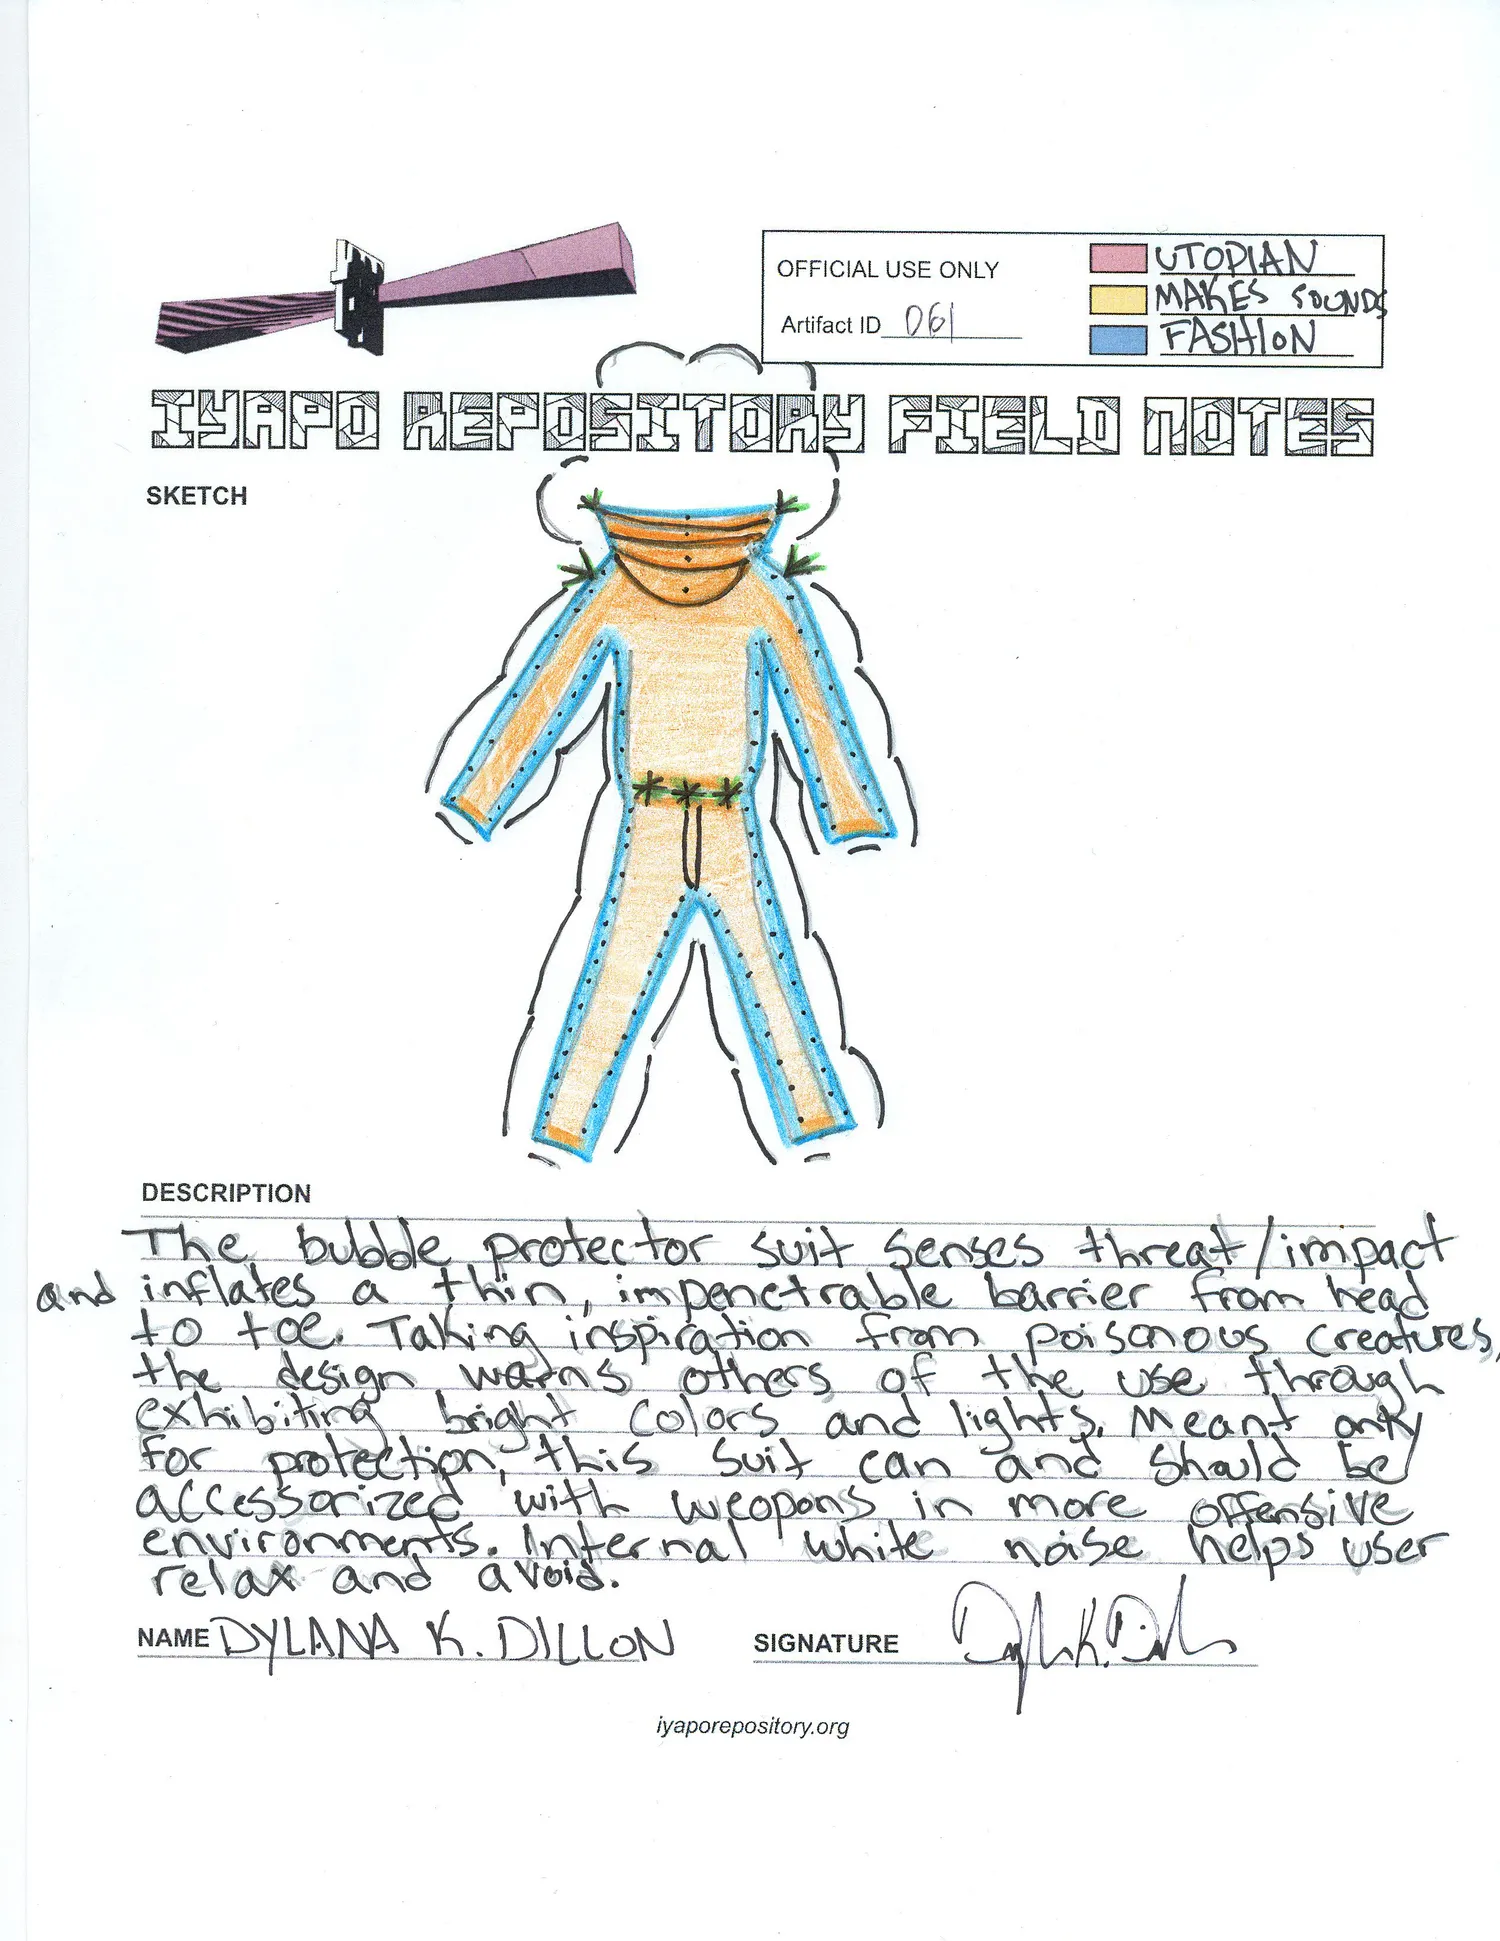 OFFICIAL USE ONLY
Artifact ID 061
UTOPIAN
MAKES SOUNDS
FASHION
IYAPO REPOSITORY FIELD NOTES
SKETCH
DESCRIPTION
The bubble protector suit senses threat/impact
and inflates a thin, impenetrable barrier from head
to toe. Taking inspiration from poisonous creatures,
the design warns others of the use through
exhibiting bright colors and lights. Meant only
for protection, this suit can and should be
accessorized with weopons in more offensive
environments. Internal white noise helps user
relax and avoid.
NAME DYLANA K. DILLON
SIGNATURE Dylana K. Dillon
iyaporepository.org